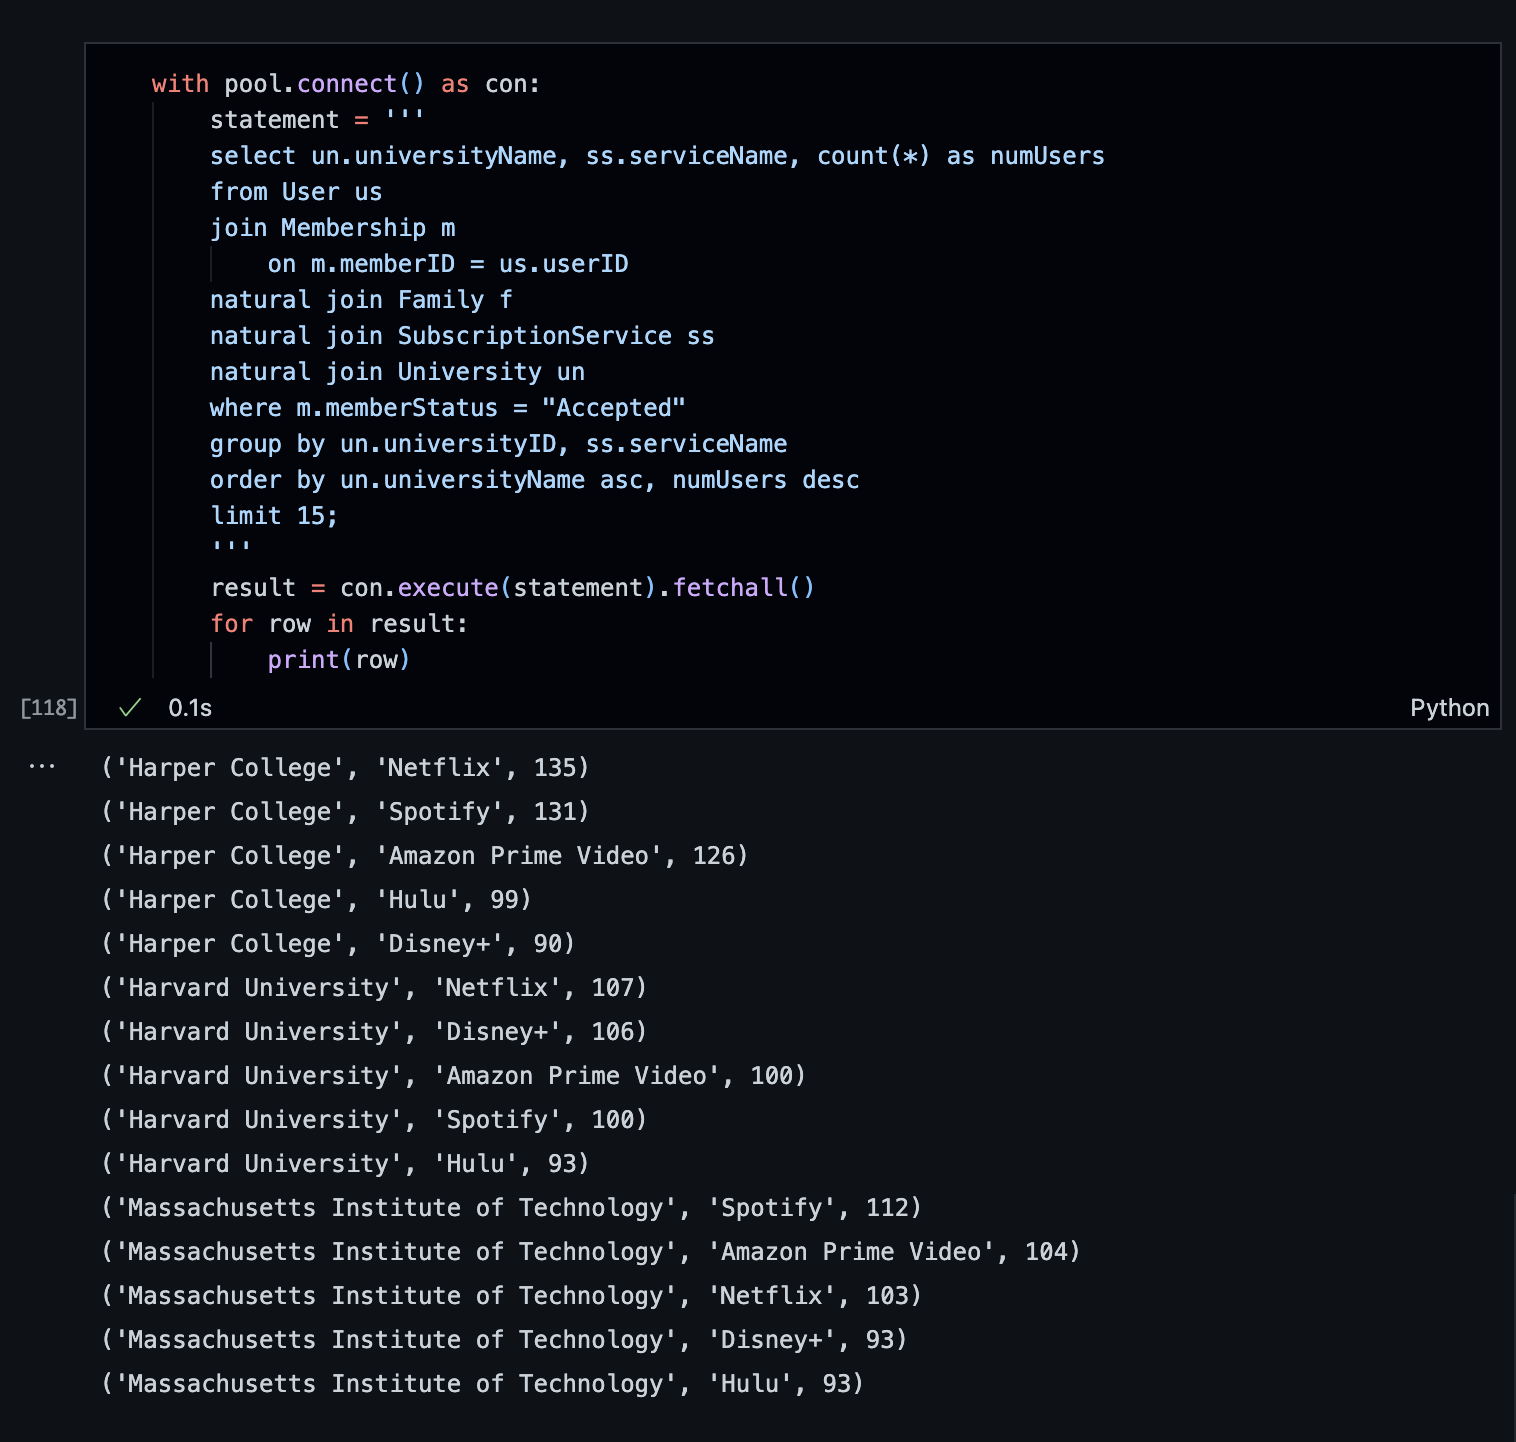 with pool.connect() as con:
    statement = '''
    select un.universityName, ss.serviceName, count(*) as numUsers
    from User us
    join Membership m
        on m.memberID = us.userID
    natural join Family f
    natural join SubscriptionService ss
    natural join University un
    where m.memberStatus = "Accepted"
    group by un.universityID, ss.serviceName
    order by un.universityName asc, numUsers desc
    limit 15;
    '''
    result = con.execute(statement).fetchall()
    for row in result:
        print(row)
[118] ✓ 0.1s Python
... ('Harper College', 'Netflix', 135)
('Harper College', 'Spotify', 131)
('Harper College', 'Amazon Prime Video', 126)
('Harper College', 'Hulu', 99)
('Harper College', 'Disney+', 90)
('Harvard University', 'Netflix', 107)
('Harvard University', 'Disney+', 106)
('Harvard University', 'Amazon Prime Video', 100)
('Harvard University', 'Spotify', 100)
('Harvard University', 'Hulu', 93)
('Massachusetts Institute of Technology', 'Spotify', 112)
('Massachusetts Institute of Technology', 'Amazon Prime Video', 104)
('Massachusetts Institute of Technology', 'Netflix', 103)
('Massachusetts Institute of Technology', 'Disney+', 93)
('Massachusetts Institute of Technology', 'Hulu', 93)